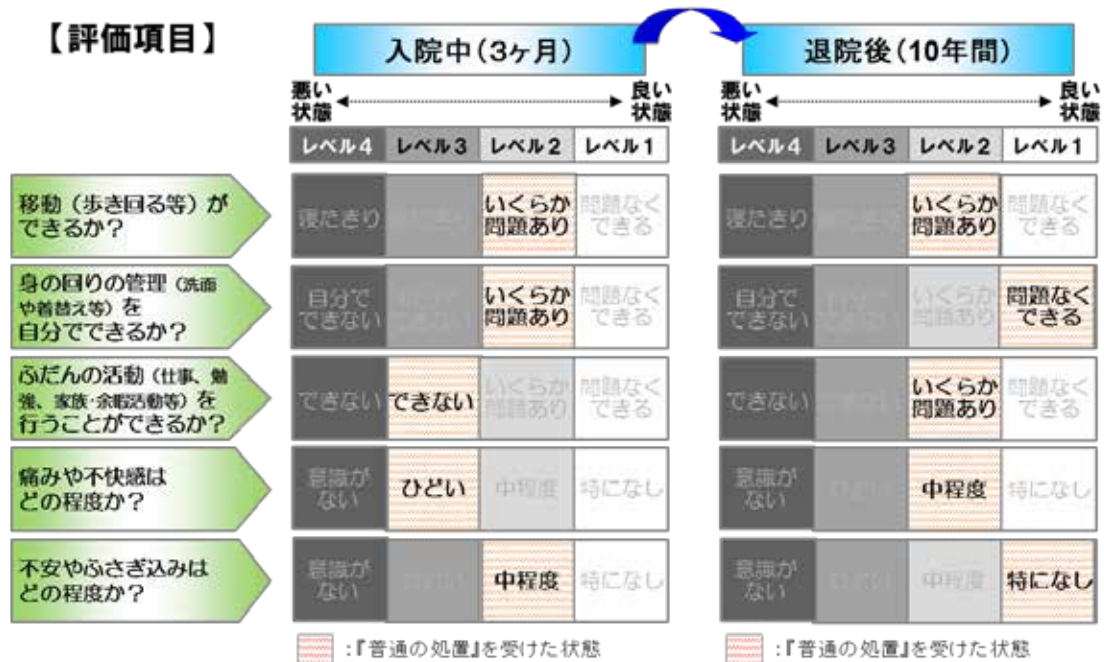 【評価項目】
入院中（3ヶ月）
退院後（10年間）
悪い
状態
良い
状態
悪い
状態
良い
状態
レベル4 レベル3 レベル2 レベル1
レベル4 レベル3 レベル2 レベル1
移動（歩き回る等）が
できるか？
寝たきり
いくらか
問題あり
問題なく
できる
寝たきり
いくらか
問題あり
問題なく
できる
身の回りの管理（洗面
や着替え等）を
自分でできるか？
自分で
できない
いくらか
問題あり
問題なく
できる
自分で
できない
いくらか
問題あり
問題なく
できる
ふだんの活動（仕事、勉
強、家族・余暇活動等）を
行うことができるか？
できない
できない
いくらか
問題あり
問題なく
できる
できない
いくらか
問題あり
問題なく
できる
痛みや不快感は
どの程度か？
意識が
ない
ひどい
中程度
特になし
意識が
ない
中程度
特になし
不安やふさぎ込みは
どの程度か？
意識が
ない
中程度
特になし
意識が
ない
中程度
特になし
：『普通の処置』を受けた状態
：『普通の処置』を受けた状態